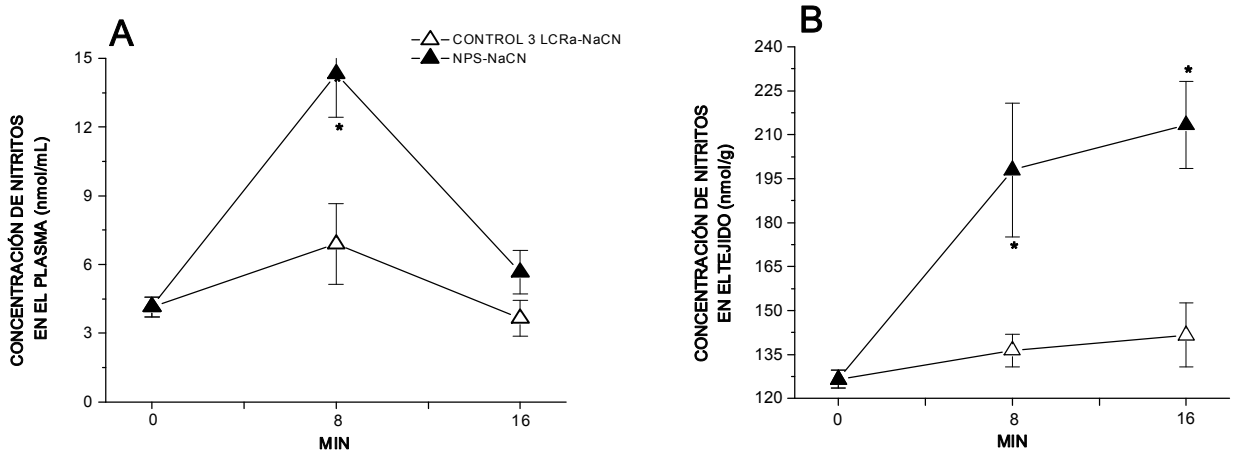 A
CONTROL 3 LCRa-NaCN
NPS-NaCN
CONCENTRACIÓN DE NITRITOS
EN EL PLASMA (nmol/mL)
15
12
9
6
3
0
*
0 8 16
MIN
B
CONCENTRACIÓN DE NITRITOS
EN ELTEJIDO (nmol/g)
240
225
210
195
180
165
150
135
120
*
*
0 8 16
MIN